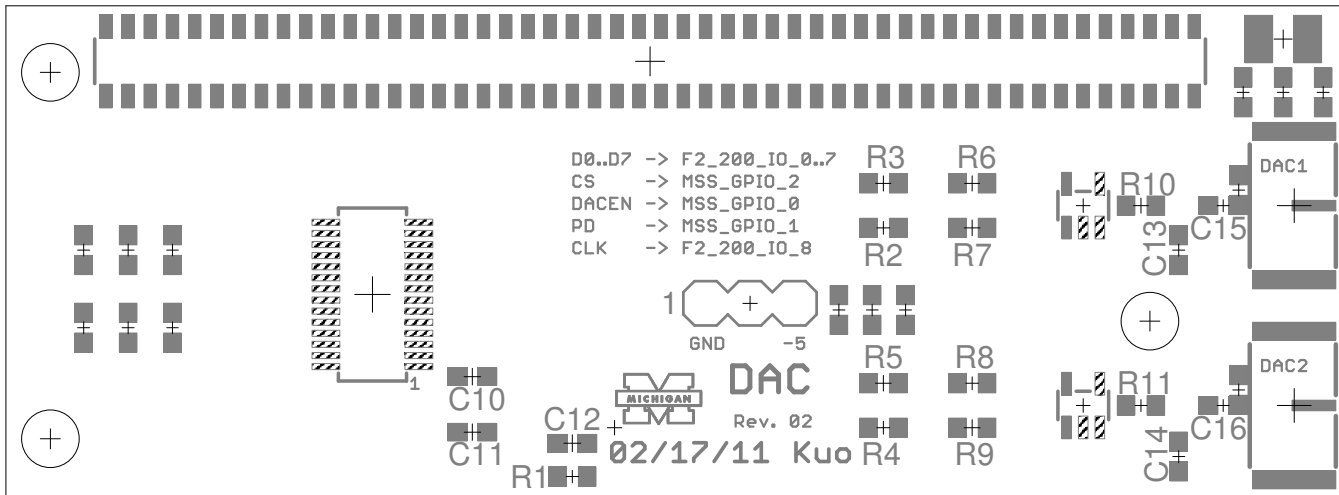 D0..D7 -> F2_200_IO_0..7
CS -> MSS_GPIO_2
DACEN -> MSS_GPIO_0
PD -> MSS_GPIO_1
CLK -> F2_200_IO_8
R3
R6
R2
R7
R10
C13
C15
DAC1
1
GND -5
1
C10
C11
C12
R1
MICHIGAN
DAC
Rev. 02
02/17/11 Kuo
R5
R8
R4
R9
R11
C14
C16
DAC2